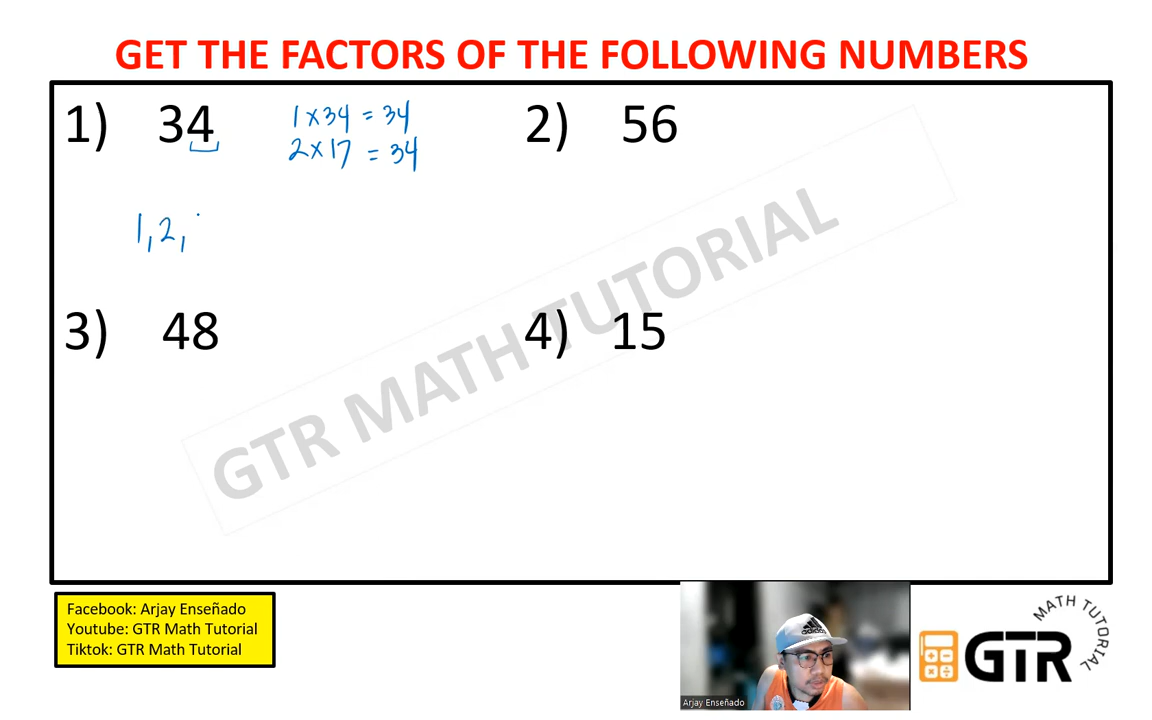 GET THE FACTORS OF THE FOLLOWING NUMBERS
1) 34
1 x 34 = 34
2 x 17 = 34
1, 2,
2) 56
3) 48
4) 15
GTR MATH TUTORIAL
Facebook: Arjay Enseñado
Youtube: GTR Math Tutorial
Tiktok: GTR Math Tutorial
adidas
Arjay Enseñado
GTR
MATH TUTORIAL